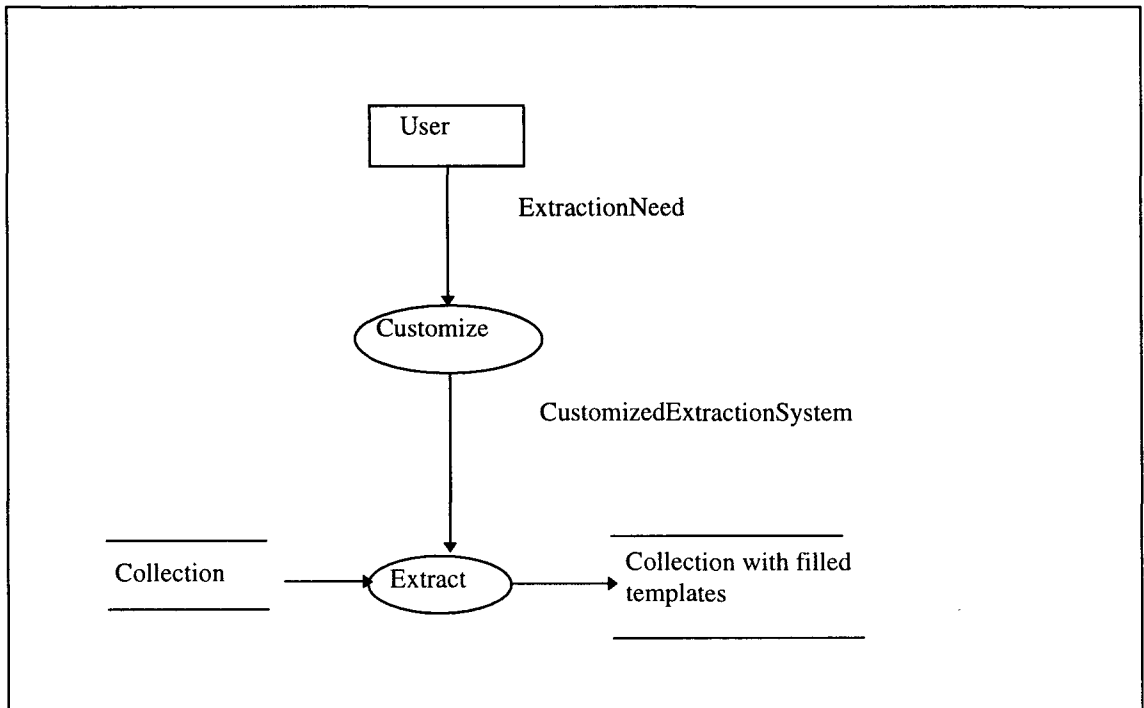 User
ExtractionNeed
Customize
CustomizedExtractionSystem
Collection
Extract
Collection with filled
templates